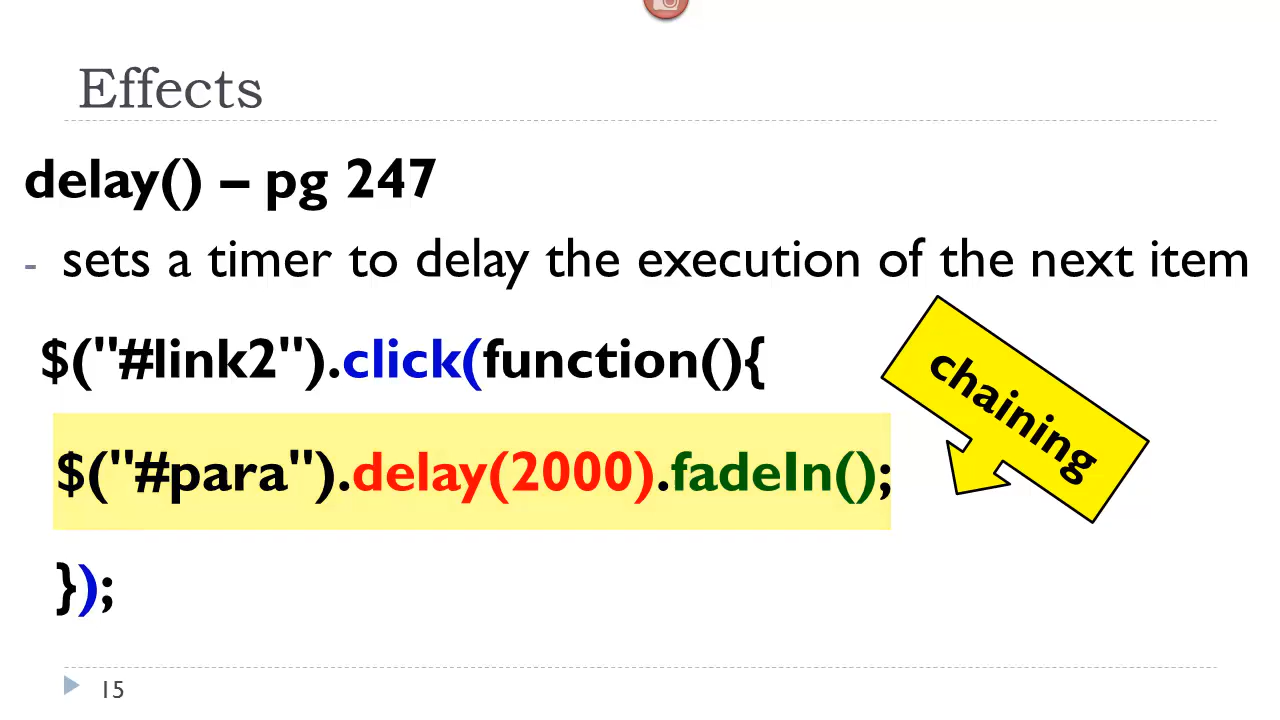 Effects
delay() – pg 247
- sets a timer to delay the execution of the next item
$("#link2").click(function(){
chaining
$("#para").delay(2000).fadeIn();
});
15